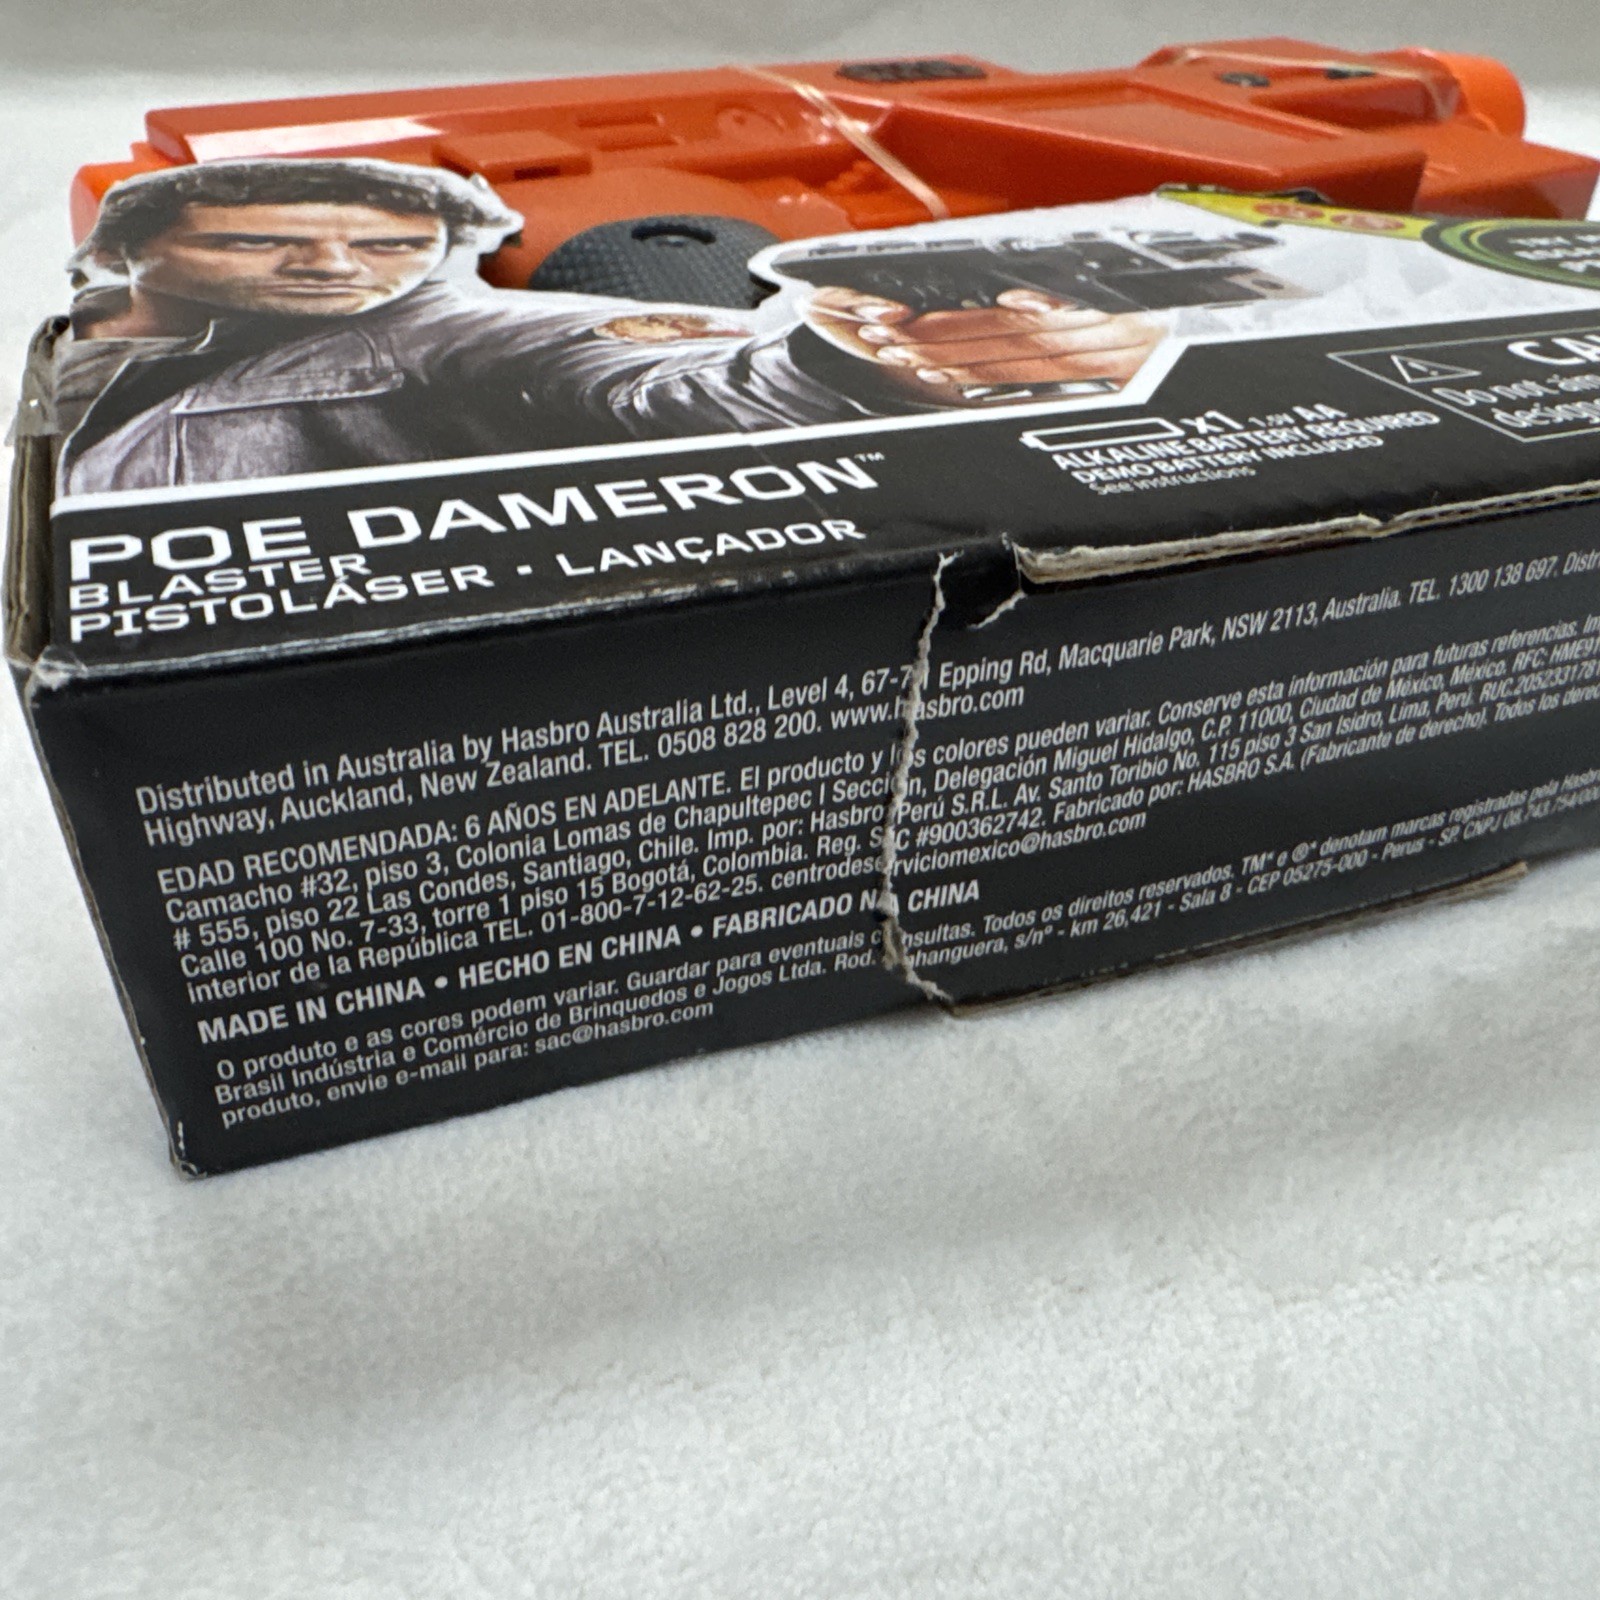 TRY
POE DAMERON™
BLASTER
PISTOLÁSER · LANÇADOR
x1 1.5V AA
ALKALINE BATTERY REQUIRED
DEMO BATTERY INCLUDED
See instructions
Do not aim
Distributed in Australia by Hasbro Australia Ltd., Level 4, 67-71 Epping Rd, Macquarie Park, NSW 2113, Australia. TEL. 1300 138 697.
Highway, Auckland, New Zealand. TEL. 0508 828 200. www.hasbro.com
EDAD RECOMENDADA: 6 AÑOS EN ADELANTE. El producto y los colores pueden variar. Conserve esta información para futuras referencias.
Camacho #32, piso 3, Colonia Lomas de Chapultepec I Sección, Delegación Miguel Hidalgo, C.P. 11000, Ciudad de México, México. RFC:
# 555, piso 22 Las Condes, Santiago, Chile. Imp. por: Hasbro Perú S.R.L. Av. Santo Toribio No. 115 piso 3 San Isidro, Lima, Perú.
Calle 100 No. 7-33, torre 1 piso 15 Bogotá, Colombia. Reg. SIC #900362742. Fabricado por: HASBRO S.A. (Fabricante de derecho). Todos los
interior de la República TEL. 01-800-7-12-62-25. centrodeserviciomexico@hasbro.com
MADE IN CHINA • HECHO EN CHINA • FABRICADO NA CHINA
O produto e as cores podem variar. Guardar para eventuais consultas. Todos os direitos reservados. TM* e ®* denotam marcas registradas pela
Brasil Indústria e Comércio de Brinquedos e Jogos Ltda. Rod. Anhanguera, s/nº - km 26,421 - Sala 8 - CEP 05275-000 - Perus - SP. CNPJ
produto, envie e-mail para: sac@hasbro.com